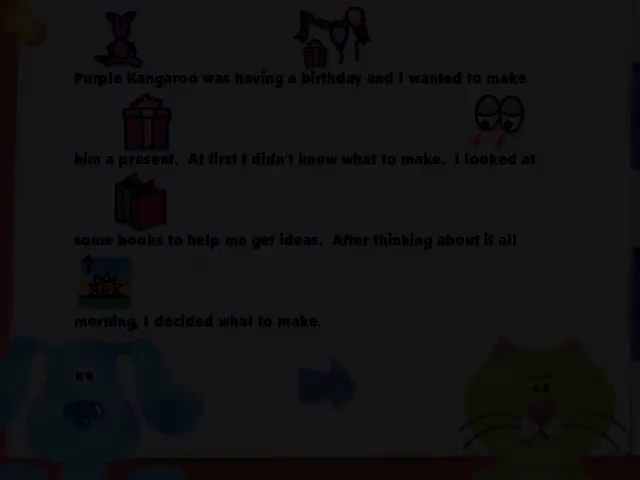 Purple Kangaroo was having a birthday and I wanted to make
him a present. At first I didn't know what to make. I looked at
some books to help me get ideas. After thinking about it all
morning, I decided what to make.